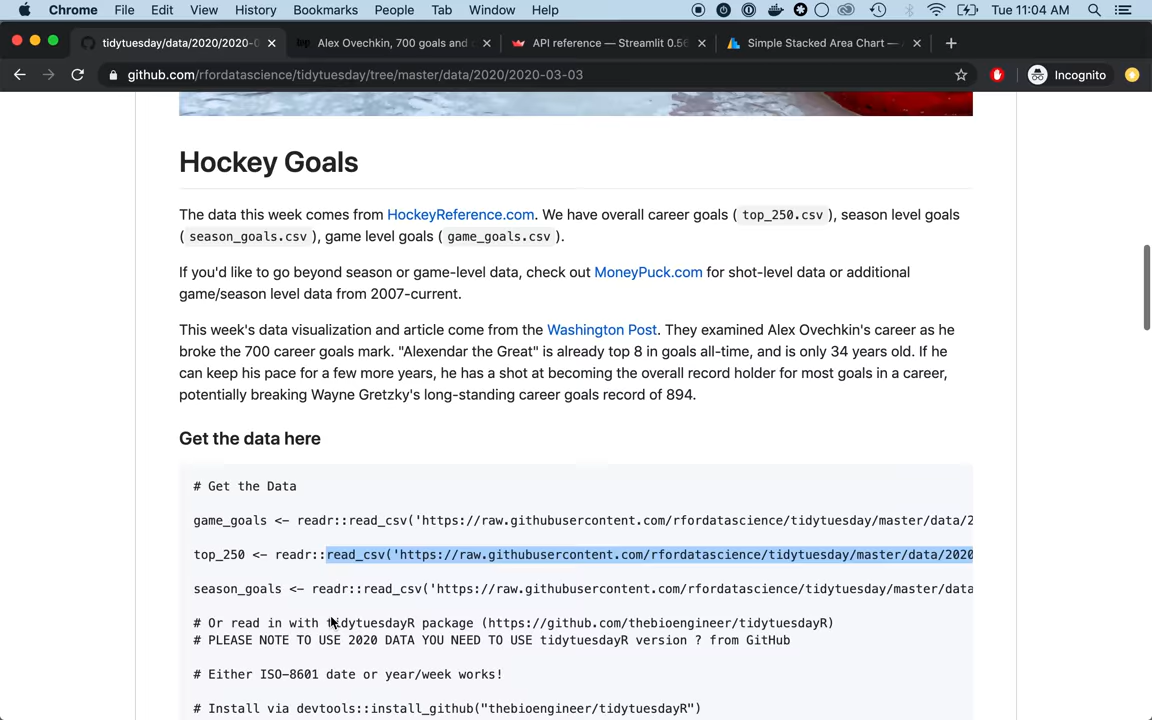 Chrome File Edit View History Bookmarks People Tab Window Help Tue 11:04 AM
tidytuesday/data/2020/2020-0 Alex Ovechkin, 700 goals and API reference — Streamlit 0.56 Simple Stacked Area Chart —
github.com/rfordatascience/tidytuesday/tree/master/data/2020/2020-03-03 Incognito
Hockey Goals
The data this week comes from HockeyReference.com. We have overall career goals ( top_250.csv ), season level goals
( season_goals.csv ), game level goals ( game_goals.csv ).
If you'd like to go beyond season or game-level data, check out MoneyPuck.com for shot-level data or additional
game/season level data from 2007-current.
This week's data visualization and article come from the Washington Post. They examined Alex Ovechkin's career as he
broke the 700 career goals mark. "Alexendar the Great" is already top 8 in goals all-time, and is only 34 years old. If he
can keep his pace for a few more years, he has a shot at becoming the overall record holder for most goals in a career,
potentially breaking Wayne Gretzky's long-standing career goals record of 894.
Get the data here
# Get the Data
game_goals <- readr::read_csv('https://raw.githubusercontent.com/rfordatascience/tidytuesday/master/data/2
top_250 <- readr::read_csv('https://raw.githubusercontent.com/rfordatascience/tidytuesday/master/data/2020
season_goals <- readr::read_csv('https://raw.githubusercontent.com/rfordatascience/tidytuesday/master/data
# Or read in with tidytuesdayR package (https://github.com/thebioengineer/tidytuesdayR)
# PLEASE NOTE TO USE 2020 DATA YOU NEED TO USE tidytuesdayR version ? from GitHub
# Either ISO-8601 date or year/week works!
# Install via devtools::install_github("thebioengineer/tidytuesdayR")